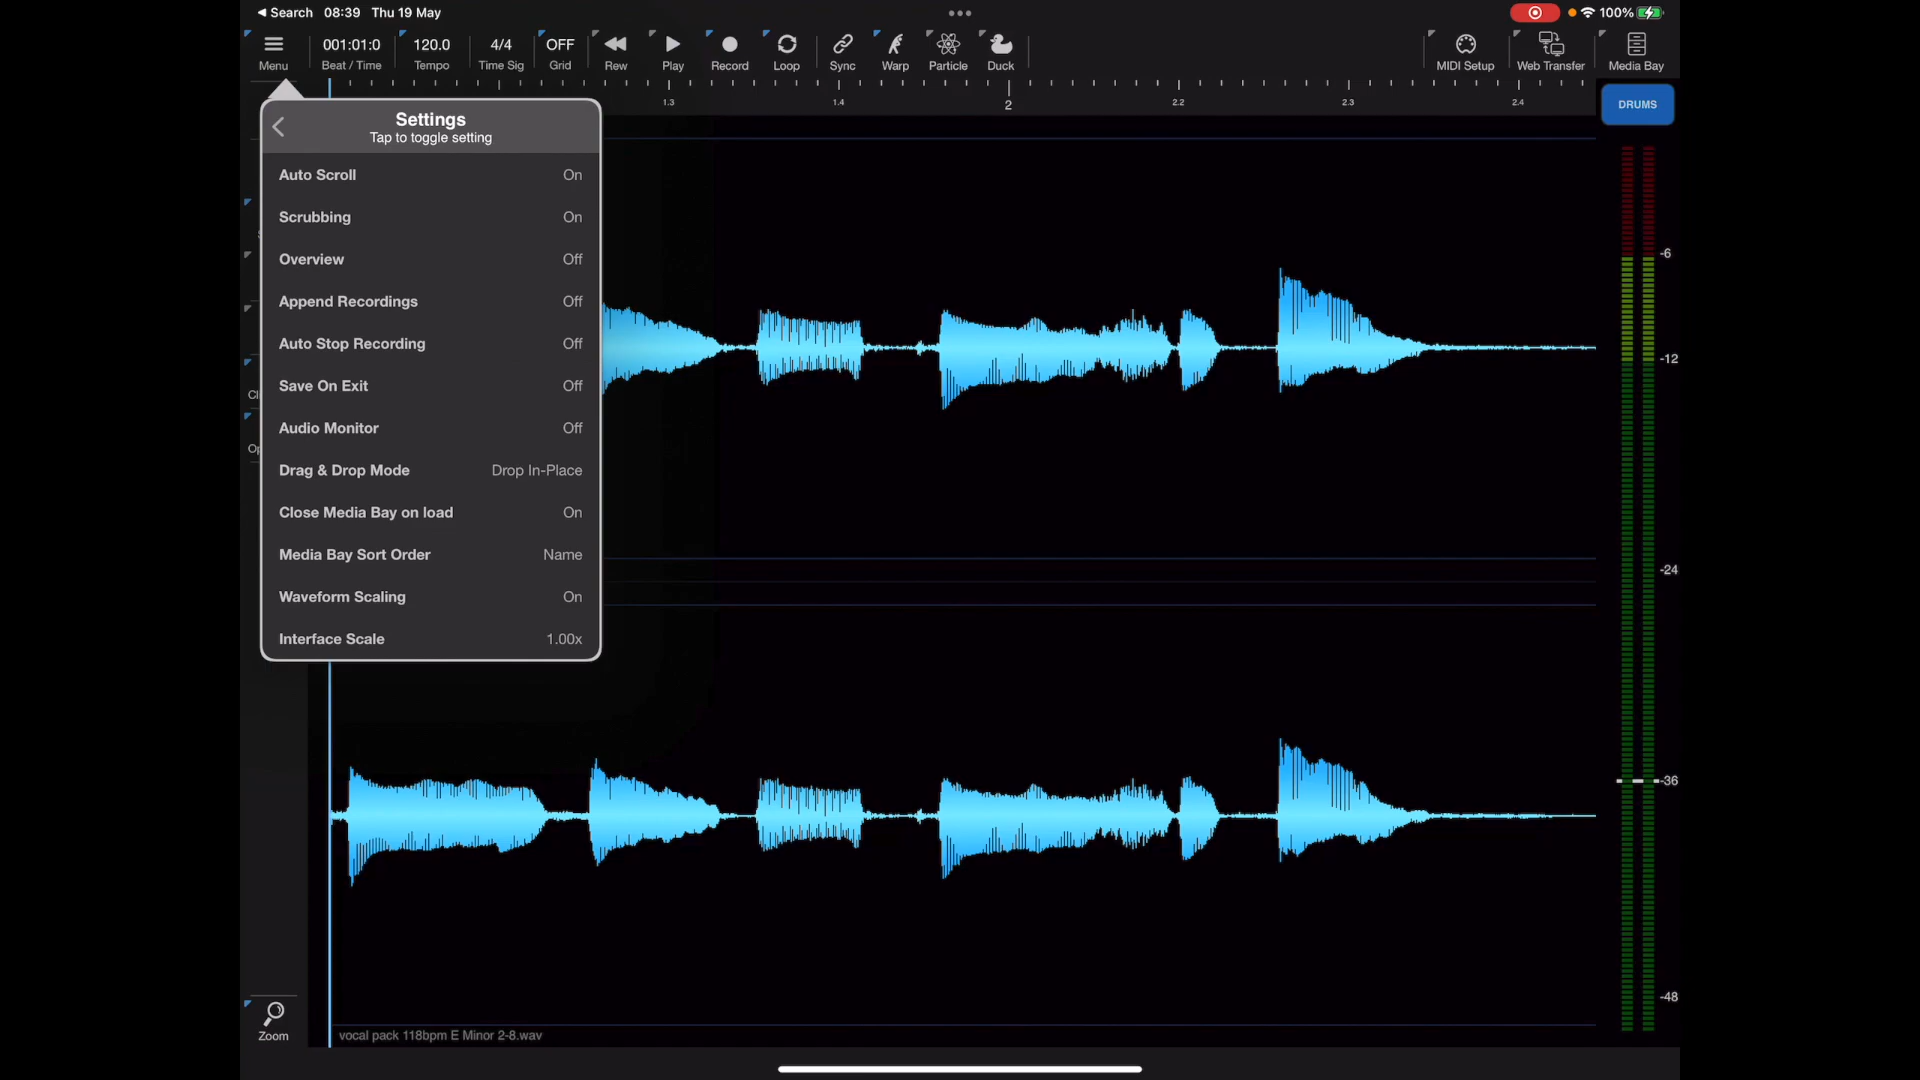 Search 08:39 Thu 19 May
100%
001:01:0 120.0 4/4 OFF
Menu Beat / Time Tempo Time Sig Grid Rew Play Record Loop Sync Warp Particle Duck MIDI Setup Web Transfer Media Bay
1.3 1.4 2 2.2 2.3 2.4
DRUMS
Settings
Tap to toggle setting
Auto Scroll On
Scrubbing On
Overview Off
Append Recordings Off
Auto Stop Recording Off
Save On Exit Off
Audio Monitor Off
Drag & Drop Mode Drop In-Place
Close Media Bay on load On
Media Bay Sort Order Name
Waveform Scaling On
Interface Scale 1.00x
-6
-12
-24
-36
-48
Zoom
vocal pack 118bpm E Minor 2-8.wav